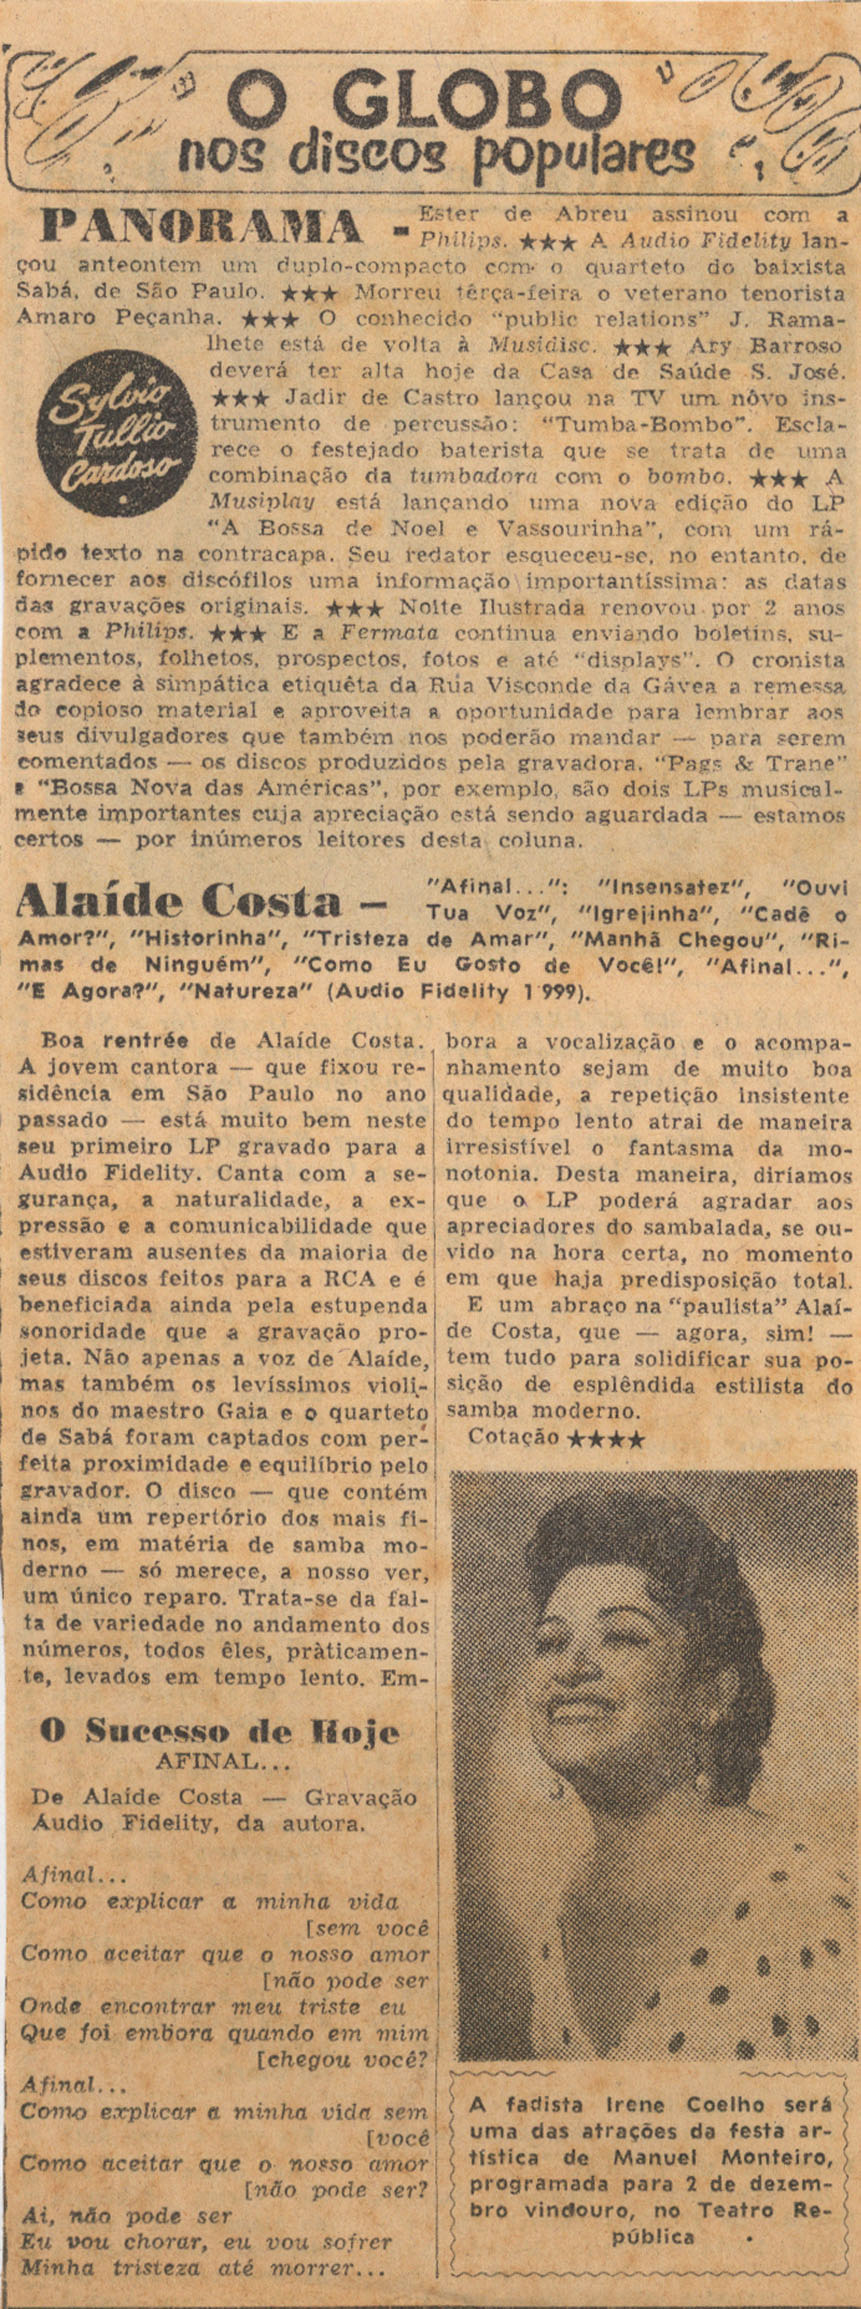 O GLOBO
nos discos populares
PANORAMA - Ester de Abreu assinou com a
Philips. ★★★ A Audio Fidelity lan-
çou anteontem um duplo-compacto com o quarteto do baixista
Sabá, de São Paulo. ★★★ Morreu têrça-feira o veterano tenorista
Amaro Peçanha. ★★★ O conhecido "public relations" J. Rama-
lhete está de volta à Musidisc. ★★★ Ary Barroso
deverá ter alta hoje da Casa de Saúde S. José.
★★★ Jadir de Castro lançou na TV um nôvo ins-
trumento de percussão: "Tumba-Bombo". Escla-
rece o festejado baterista que se trata de uma
combinação da tumbadora com o bombo. ★★★ A
Musiplay está lançando uma nova edição do LP
"A Bossa de Noel e Vassourinha", com um rá-
pido texto na contracapa. Seu redator esqueceu-se, no entanto, de
fornecer aos discófilos uma informação importantíssima: as datas
das gravações originais. ★★★ Noite Ilustrada renovou por 2 anos
com a Philips. ★★★ E a Fermata continua enviando boletins, su-
plementos, folhetos, prospectos, fotos e até "displays". O cronista
agradece à simpática etiquêta da Rua Visconde da Gávea a remessa
do copioso material e aproveita a oportunidade para lembrar aos
seus divulgadores que também nos poderão mandar — para serem
comentados — os discos produzidos pela gravadora. "Pags & Trane"
e "Bossa Nova das Américas", por exemplo, são dois LPs musical-
mente importantes cuja apreciação está sendo aguardada — estamos
certos — por inúmeros leitores desta coluna.
Sylvio
Tullio
Cardoso
Alaíde Costa — "Afinal...": "Insensatez", "Ouvi
Tua Voz", "Igrejinha", "Cadê o
Amor?", "Historinha", "Tristeza de Amar", "Manhã Chegou", "Ri-
mas de Ninguém", "Como Eu Gosto de Você!", "Afinal...",
"E Agora?", "Natureza" (Audio Fidelity 1 999).
Boa rentrée de Alaíde Costa.
A jovem cantora — que fixou re-
sidência em São Paulo no ano
passado — está muito bem neste
seu primeiro LP gravado para a
Audio Fidelity. Canta com a se-
gurança, a naturalidade, a ex-
pressão e a comunicabilidade que
estiveram ausentes da maioria de
seus discos feitos para a RCA e é
beneficiada ainda pela estupenda
sonoridade que a gravação pro-
jeta. Não apenas a voz de Alaíde,
mas também os levíssimos violi-
nos do maestro Gaia e o quarteto
de Sabá foram captados com per-
feita proximidade e equilíbrio pelo
gravador. O disco — que contém
ainda um repertório dos mais fi-
nos, em matéria de samba mo-
derno — só merece, a nosso ver,
um único reparo. Trata-se da fal-
ta de variedade no andamento dos
números, todos êles, pràticamen-
te, levados em tempo lento. Em-
bora a vocalização e o acompa-
nhamento sejam de muito boa
qualidade, a repetição insistente
do tempo lento atrai de maneira
irresistível o fantasma da mo-
notonia. Desta maneira, diríamos
que o LP poderá agradar aos
apreciadores do sambalada, se ou-
vido na hora certa, no momento
em que haja predisposição total.
E um abraço na "paulista" Alaí-
de Costa, que — agora, sim! —
tem tudo para solidificar sua po-
sição de esplêndida estilista do
samba moderno.
Cotação ★★★★
O Sucesso de Hoje
AFINAL...
De Alaíde Costa — Gravação
Audio Fidelity, da autora.
Afinal...
Como explicar a minha vida
[sem você
Como aceitar que o nosso amor
[não pode ser
Onde encontrar meu triste eu
Que foi embora quando em mim
[chegou você?
Afinal...
Como explicar a minha vida sem
[você
Como aceitar que o nosso amor
[não pode ser?
Ai, não pode ser
Eu vou chorar, eu vou sofrer
Minha tristeza até morrer...
A fadista Irene Coelho será
uma das atrações da festa ar-
tística de Manuel Monteiro,
programada para 2 de dezem-
bro vindouro, no Teatro Re-
pública